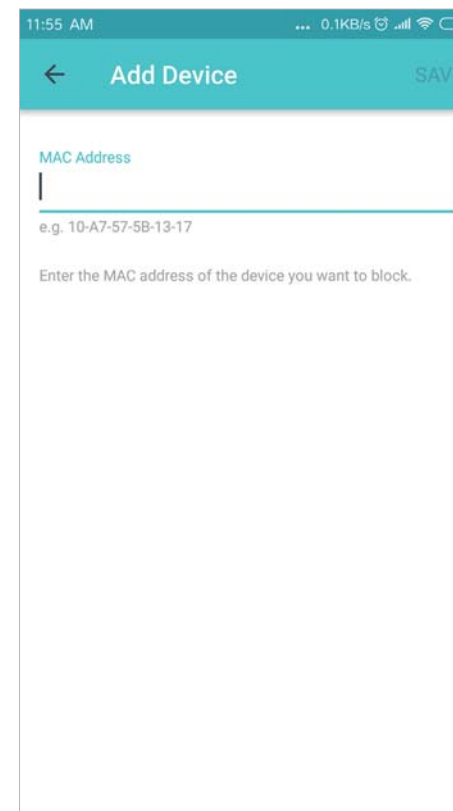 11:55 AM ... 0.1KB/s
Add Device SAV
MAC Address
e.g. 10-A7-57-5B-13-17
Enter the MAC address of the device you want to block.